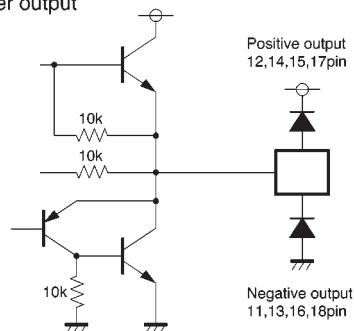 er output
Positive output
12,14,15,17pin
10k
10k
10k
Negative output
11,13,16,18pin